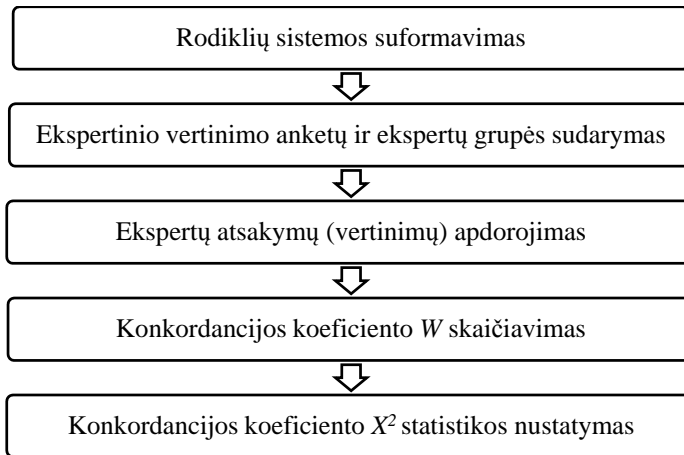 Rodiklių sistemos suformavimas
Ekspertinio vertinimo anketų ir ekspertų grupės sudarymas
Ekspertų atsakymų (vertinimų) apdorojimas
Konkordancijos koeficiento W skaičiavimas
Konkordancijos koeficiento X² statistikos nustatymas